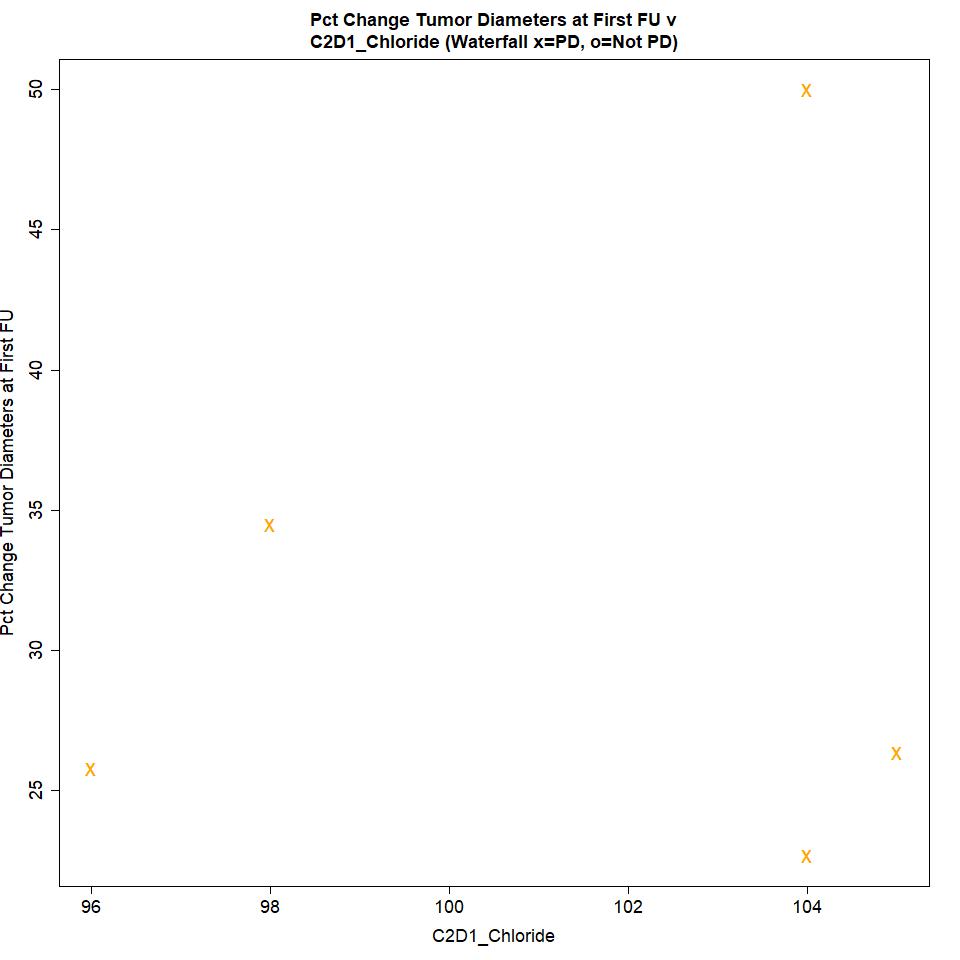 Pct Change Tumor Diameters at First FU v
C2D1_Chloride (Waterfall x=PD, o=Not PD)
Pct Change Tumor Diameters at First FU
50
45
40
35
30
25
X
X
X
X
X
96
98
100
102
104
C2D1_Chloride